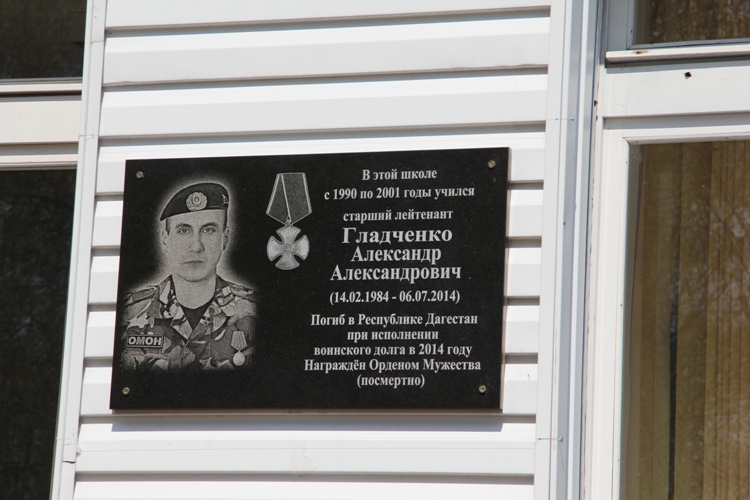 В этой школе
с 1990 по 2001 годы учился
старший лейтенант
Гладченко
Александр
Александрович
(14.02.1984 - 06.07.2014)
Погиб в Республике Дагестан
при исполнении
воинского долга в 2014 году
Награждён Орденом Мужества
(посмертно)
ОМОН